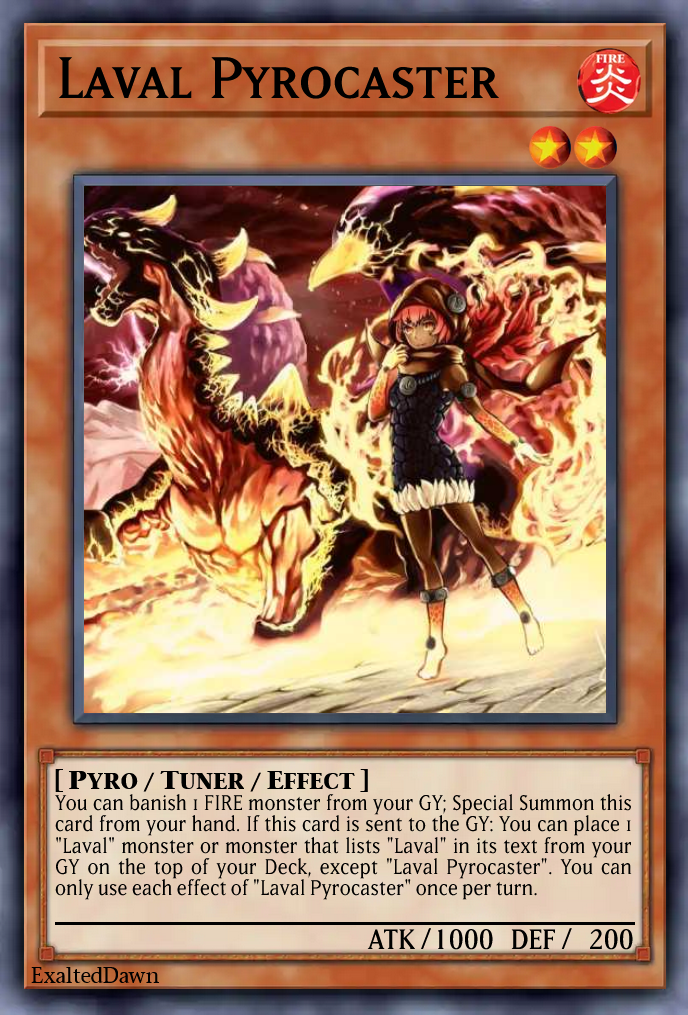 Laval Pyrocaster
FIRE
炎
[ Pyro / Tuner / Effect ]
You can banish 1 FIRE monster from your GY; Special Summon this
card from your hand. If this card is sent to the GY: You can place 1
"Laval" monster or monster that lists "Laval" in its text from your
GY on the top of your Deck, except "Laval Pyrocaster". You can
only use each effect of "Laval Pyrocaster" once per turn.
ATK / 1000 DEF / 200
ExaltedDawn